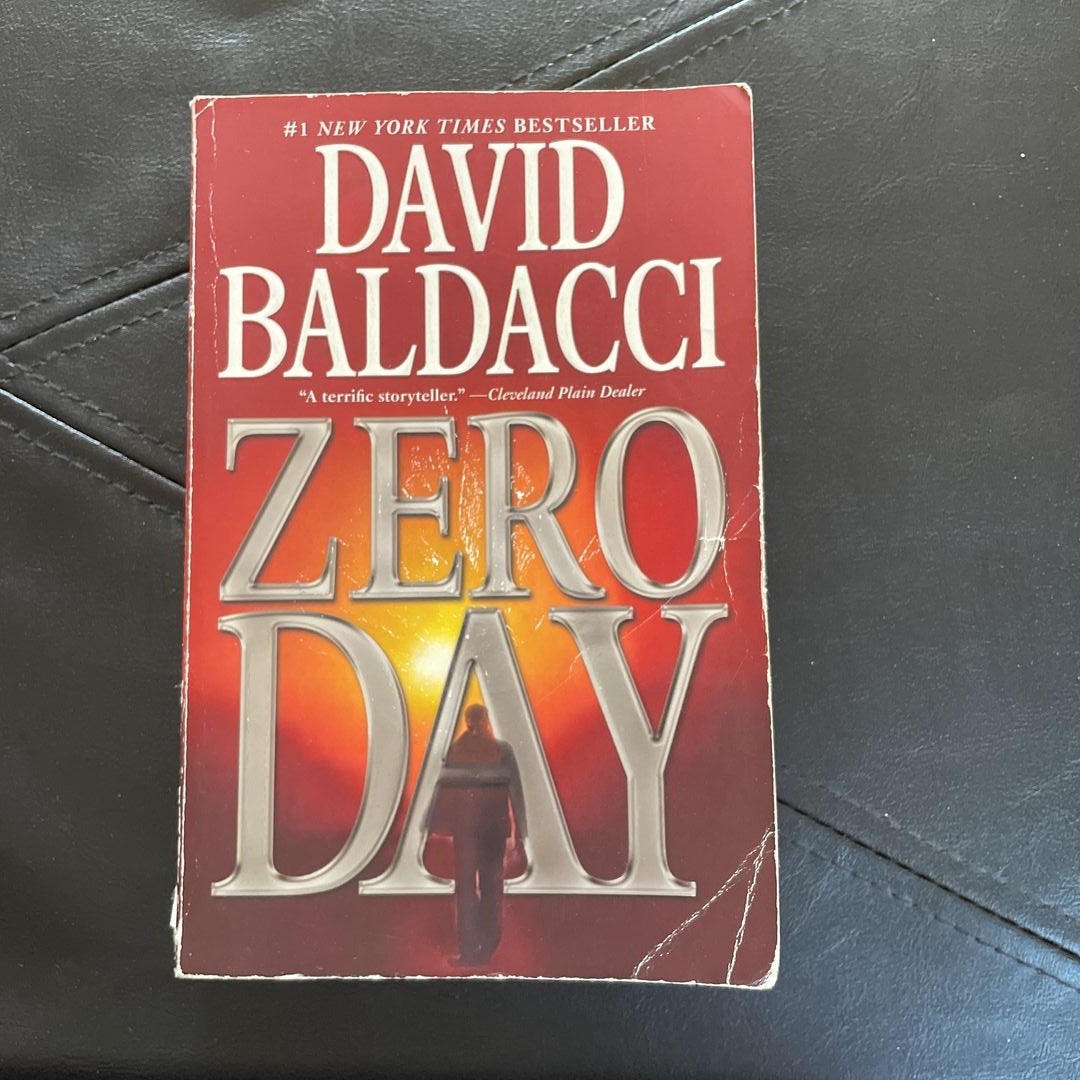 #1 NEW YORK TIMES BESTSELLER
DAVID
BALDACCI
“A terrific storyteller.” —Cleveland Plain Dealer
ZERO
DAY